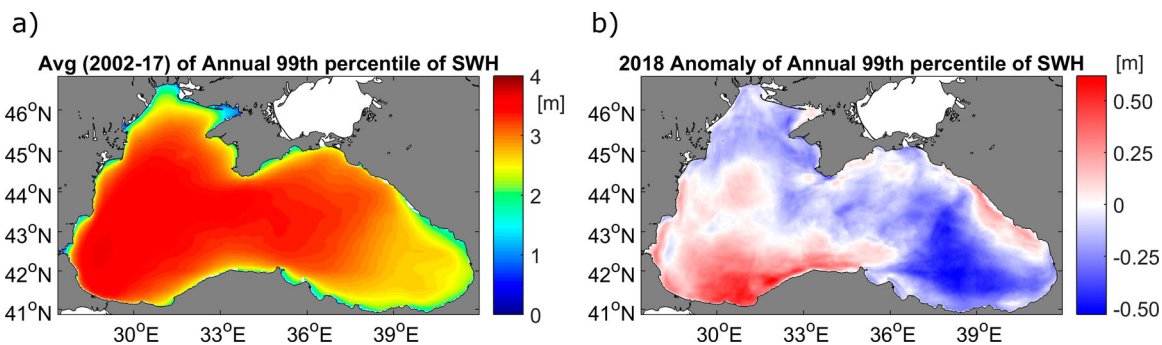 a)
Avg (2002-17) of Annual 99th percentile of SWH
4
[m]
3
2
1
0
46°N
45°N
44°N
43°N
42°N
41°N
30°E
33°E
36°E
39°E
b)
2018 Anomaly of Annual 99th percentile of SWH
[m]
0.50
0.25
0
-0.25
-0.50
46°N
45°N
44°N
43°N
42°N
41°N
30°E
33°E
36°E
39°E